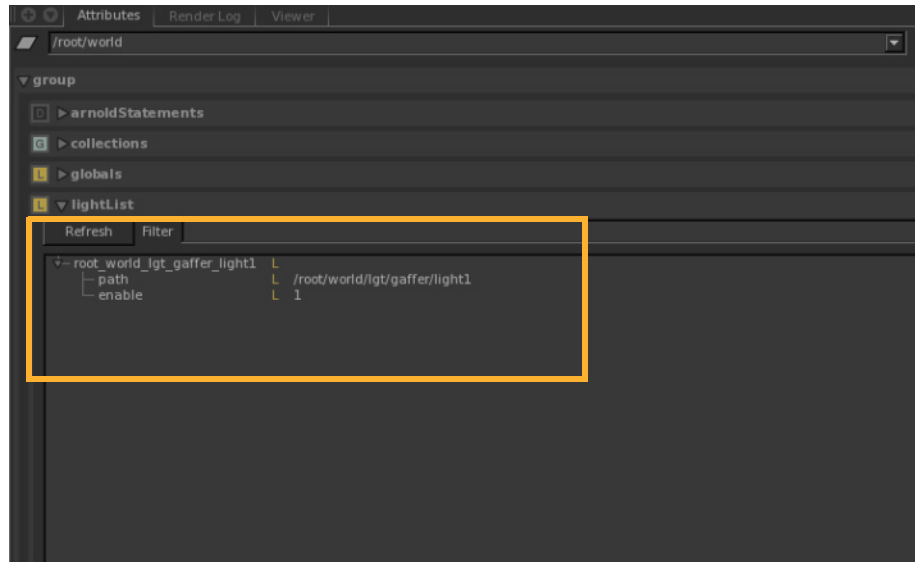 Attributes Render Log Viewer
/root/world
group
D arnoldStatements
G collections
L globals
L lightList
Refresh Filter
root_world_lgt_gaffer_light1 L
path L /root/world/lgt/gaffer/light1
enable L 1